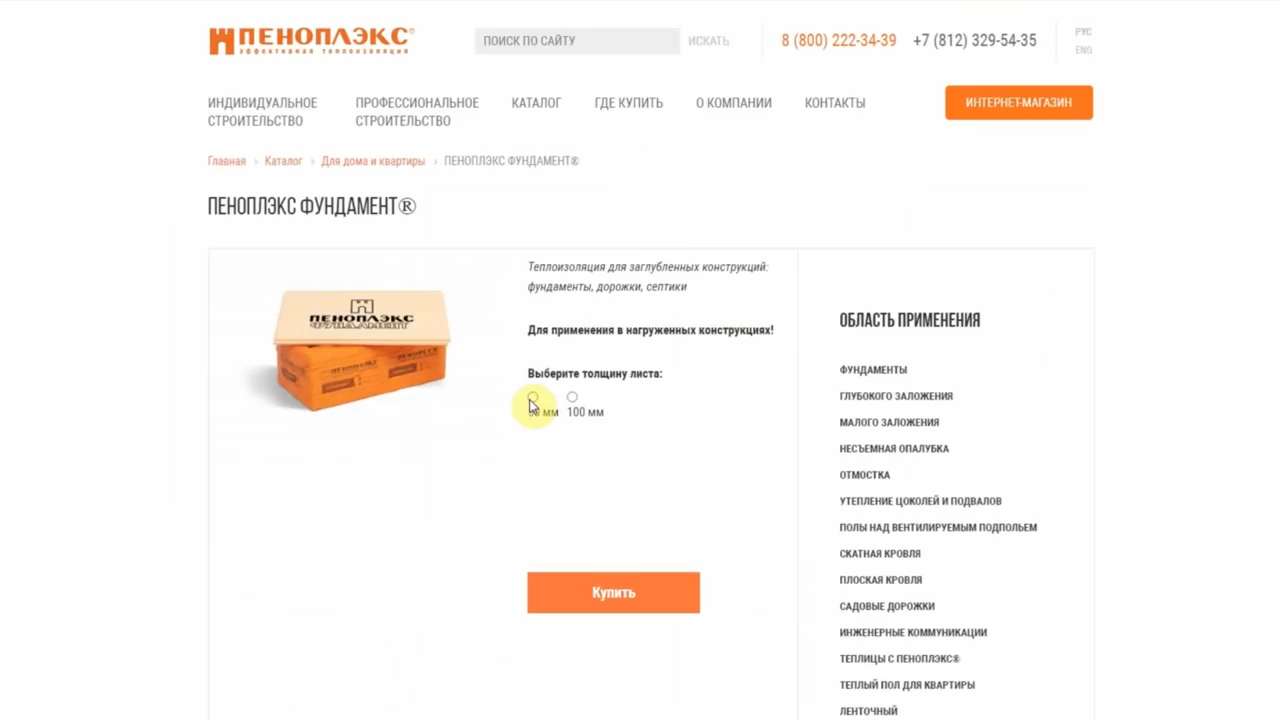 ПЕНОПЛЭКС®
эффективная теплоизоляция
ПОИСК ПО САЙТУ
ИСКАТЬ
8 (800) 222-34-39
+7 (812) 329-54-35
РУС
ENG
ИНДИВИДУАЛЬНОЕ
СТРОИТЕЛЬСТВО
ПРОФЕССИОНАЛЬНОЕ
СТРОИТЕЛЬСТВО
КАТАЛОГ
ГДЕ КУПИТЬ
О КОМПАНИИ
КОНТАКТЫ
ИНТЕРНЕТ-МАГАЗИН
Главная › Каталог › Для дома и квартиры › ПЕНОПЛЭКС ФУНДАМЕНТ®
ПЕНОПЛЭКС ФУНДАМЕНТ®
ПЕНОПЛЭКС
ФУНДАМЕНТ
ПЕНОПЛЭКС
Теплоизоляция для заглубленных конструкций:
фундаменты, дорожки, септики
Для применения в нагруженных конструкциях!
Выберите толщину листа:
мм
100 мм
Купить
ОБЛАСТЬ ПРИМЕНЕНИЯ
ФУНДАМЕНТЫ
ГЛУБОКОГО ЗАЛОЖЕНИЯ
МАЛОГО ЗАЛОЖЕНИЯ
НЕСЪЕМНАЯ ОПАЛУБКА
ОТМОСТКА
УТЕПЛЕНИЕ ЦОКОЛЕЙ И ПОДВАЛОВ
ПОЛЫ НАД ВЕНТИЛИРУЕМЫМ ПОДПОЛЬЕМ
СКАТНАЯ КРОВЛЯ
ПЛОСКАЯ КРОВЛЯ
САДОВЫЕ ДОРОЖКИ
ИНЖЕНЕРНЫЕ КОММУНИКАЦИИ
ТЕПЛИЦЫ С ПЕНОПЛЭКС®
ТЕПЛЫЙ ПОЛ ДЛЯ КВАРТИРЫ
ЛЕНТОЧНЫЙ